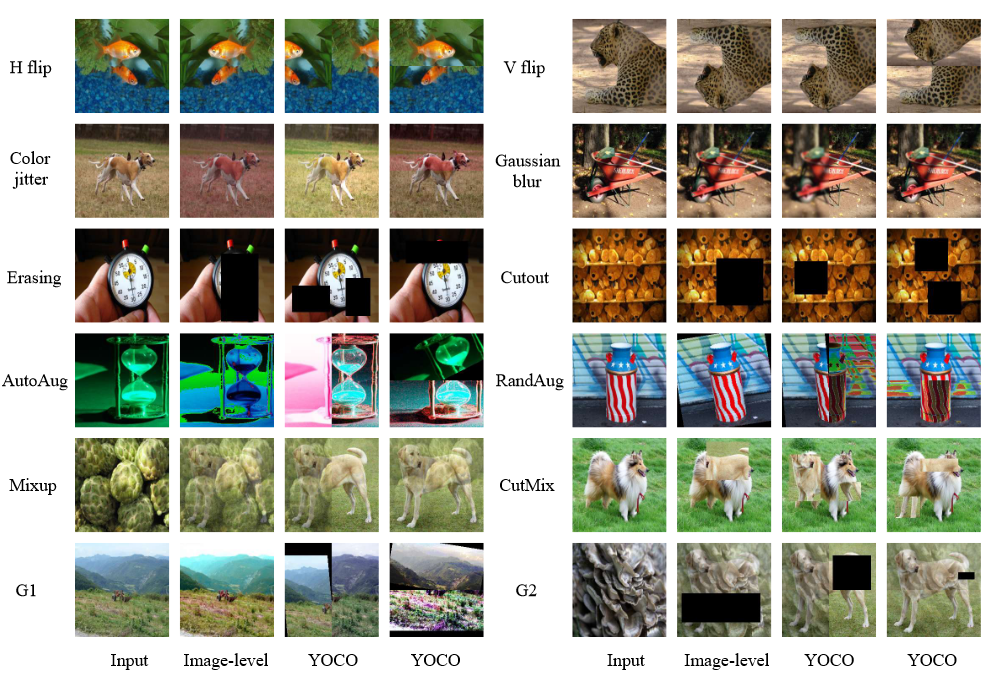 H flip
V flip
Color
jitter
Gaussian
blur
Erasing
Cutout
AutoAug
RandAug
Mixup
CutMix
G1
G2
Input
Image-level
YOCO
YOCO
Input
Image-level
YOCO
YOCO